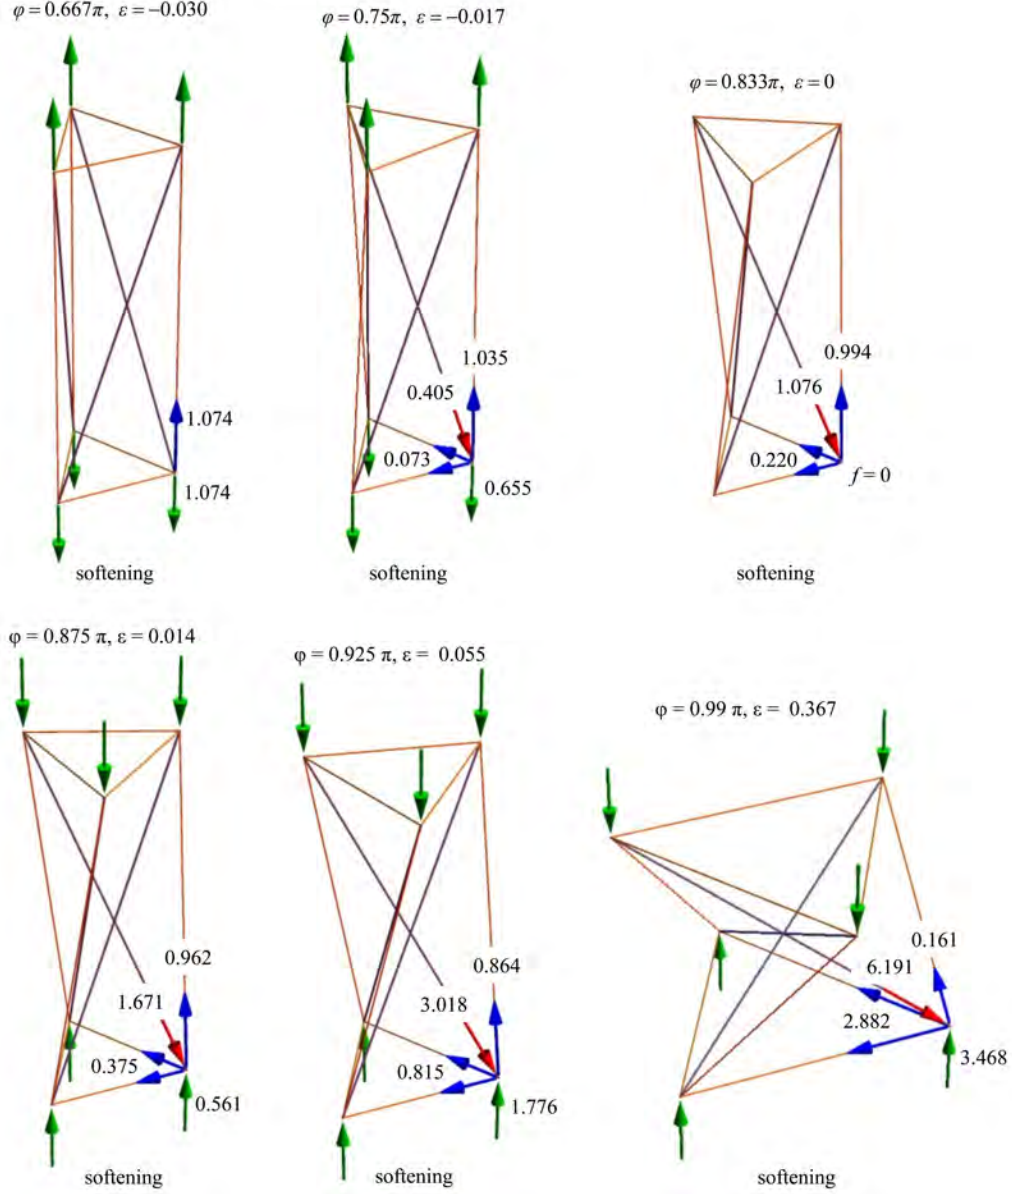 φ=0.667π, ε=−0.030
φ=0.75π, ε=−0.017
φ=0.833π, ε=0
1.074
1.074
softening
1.035
0.405
0.073
0.655
softening
0.994
1.076
0.220
f=0
softening
φ = 0.875 π, ε = 0.014
φ = 0.925 π, ε = 0.055
φ = 0.99 π, ε = 0.367
0.962
1.671
0.375
0.561
softening
0.864
3.018
0.815
1.776
softening
0.161
6.191
2.882
3.468
softening